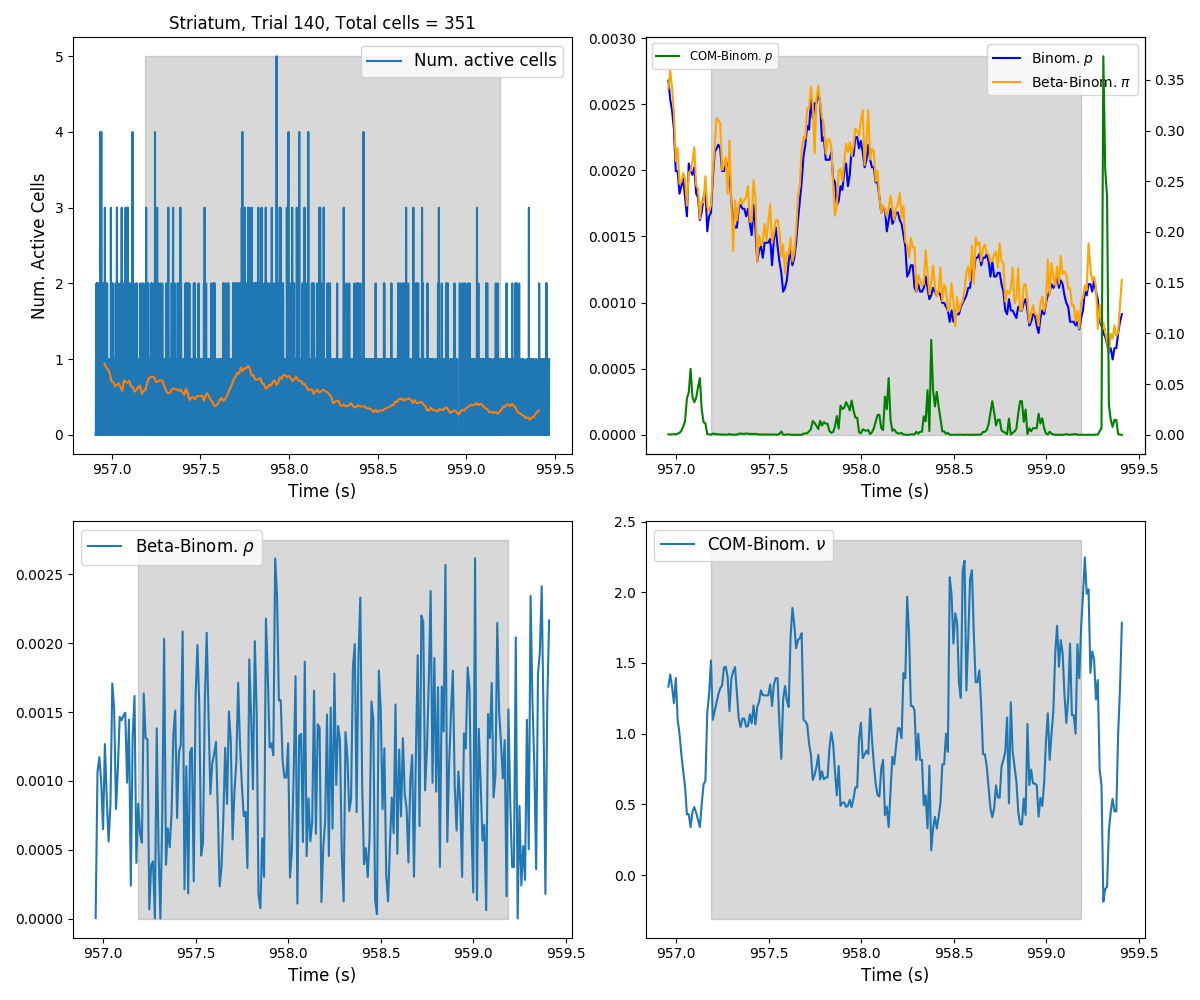 Striatum, Trial 140, Total cells = 351
Num. active cells
Num. Active Cells
5
4
3
2
1
0
957.0 957.5 958.0 958.5 959.0 959.5
Time (s)
COM-Binom. p
Binom. p
Beta-Binom. π
0.0030
0.0025
0.0020
0.0015
0.0010
0.0005
0.0000
0.35
0.30
0.25
0.20
0.15
0.10
0.05
0.00
957.0 957.5 958.0 958.5 959.0 959.5
Time (s)
Beta-Binom. ρ
0.0025
0.0020
0.0015
0.0010
0.0005
0.0000
957.0 957.5 958.0 958.5 959.0 959.5
Time (s)
COM-Binom. ν
2.5
2.0
1.5
1.0
0.5
0.0
957.0 957.5 958.0 958.5 959.0 959.5
Time (s)